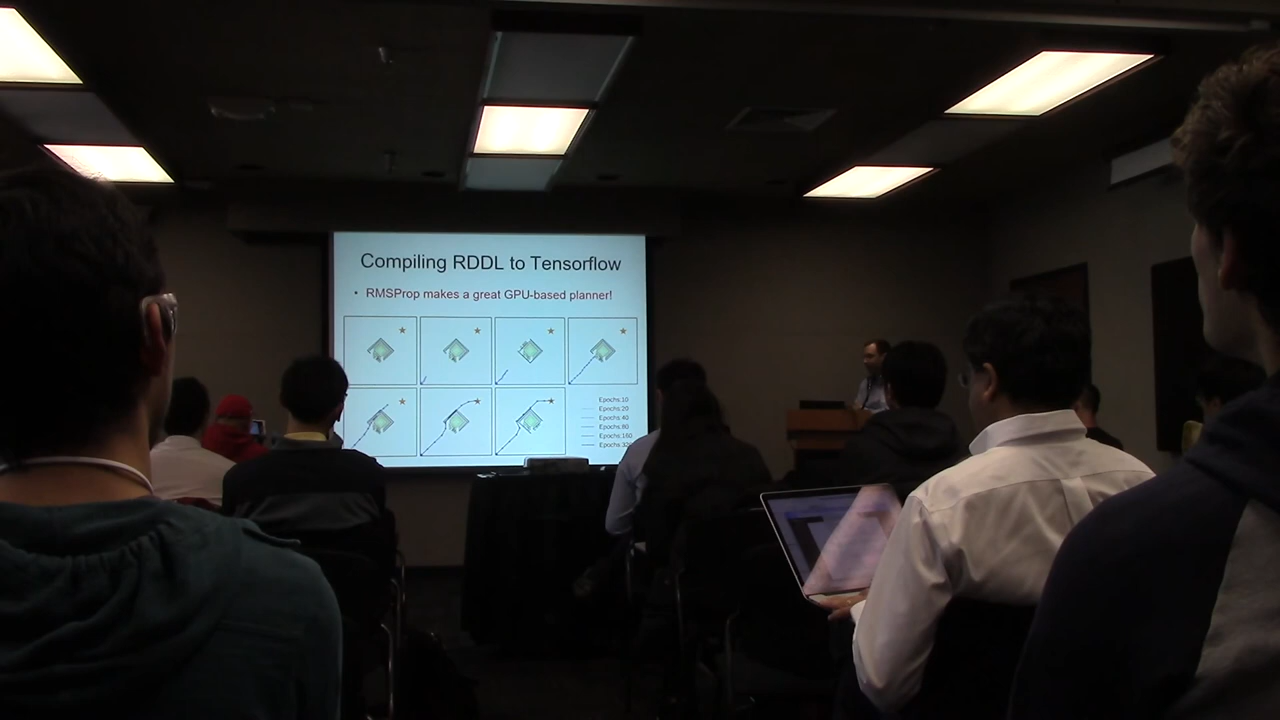 Compiling RDDL to Tensorflow
• RMSProp makes a great GPU-based planner!
Epochs:10
Epochs:20
Epochs:40
Epochs:80
Epochs:160